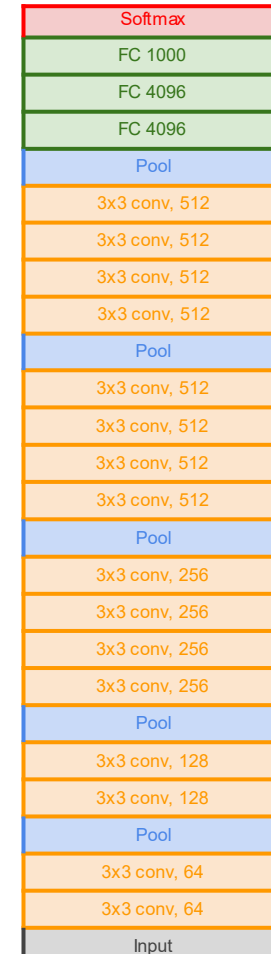 Softmax
FC 1000
FC 4096
FC 4096
Pool
3x3 conv, 512
3x3 conv, 512
3x3 conv, 512
3x3 conv, 512
Pool
3x3 conv, 512
3x3 conv, 512
3x3 conv, 512
3x3 conv, 512
Pool
3x3 conv, 256
3x3 conv, 256
3x3 conv, 256
3x3 conv, 256
Pool
3x3 conv, 128
3x3 conv, 128
Pool
3x3 conv, 64
3x3 conv, 64
Input